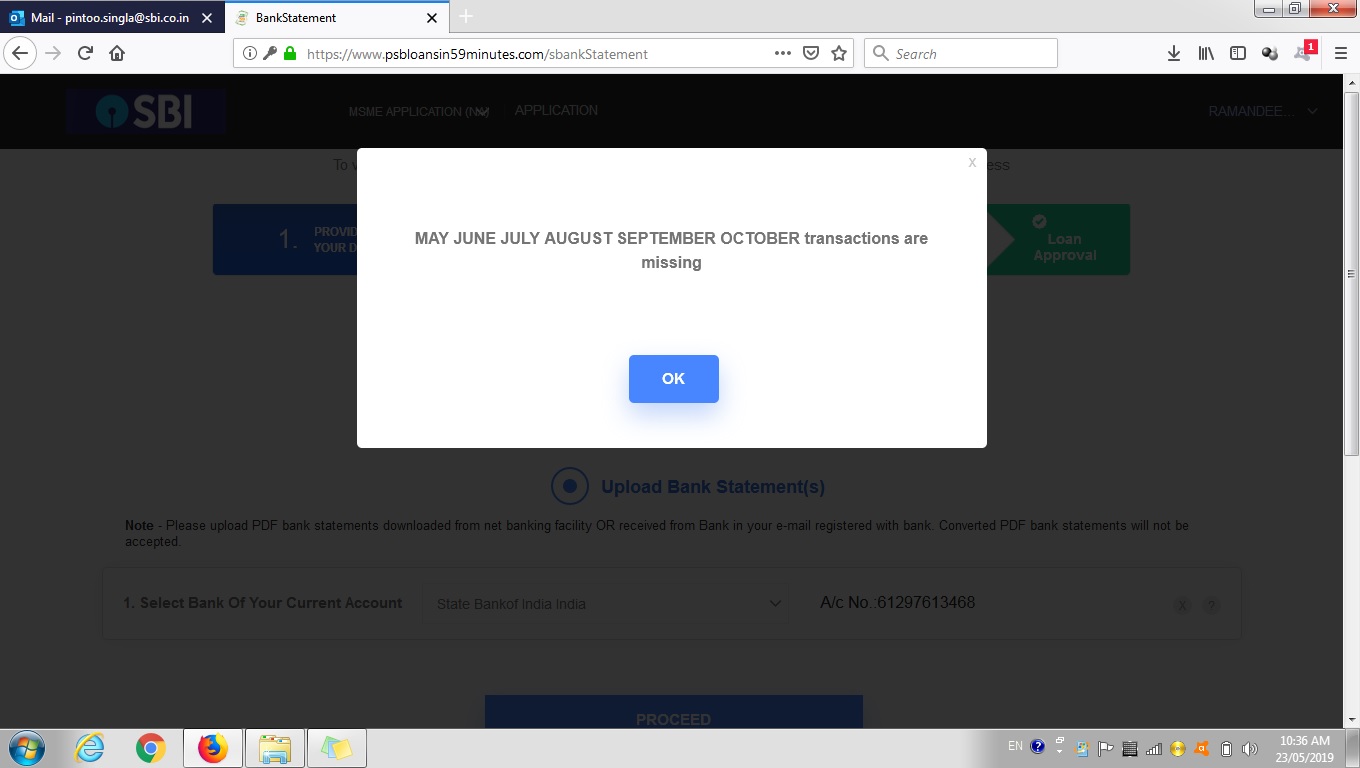 Mail - pintoo.singla@sbi.co.in
BankStatement
https://www.psbloansin59minutes.com/sbankStatement
Search
1
SBI
MSME APPLICATION (N
APPLICATION
RAMANDEE...
To
ess
x
1.
PROVID
YOUR D
MAY JUNE JULY AUGUST SEPTEMBER OCTOBER transactions are
missing
Loan
Approval
OK
Upload Bank Statement(s)
Note - Please upload PDF bank statements downloaded from net banking facility OR received from Bank in your e-mail registered with bank. Converted PDF bank statements will not be
accepted.
1. Select Bank Of Your Current Account
State Bankof India India
A/c No.:61297613468
X
?
PROCEED
EN
10:36 AM
23/05/2019